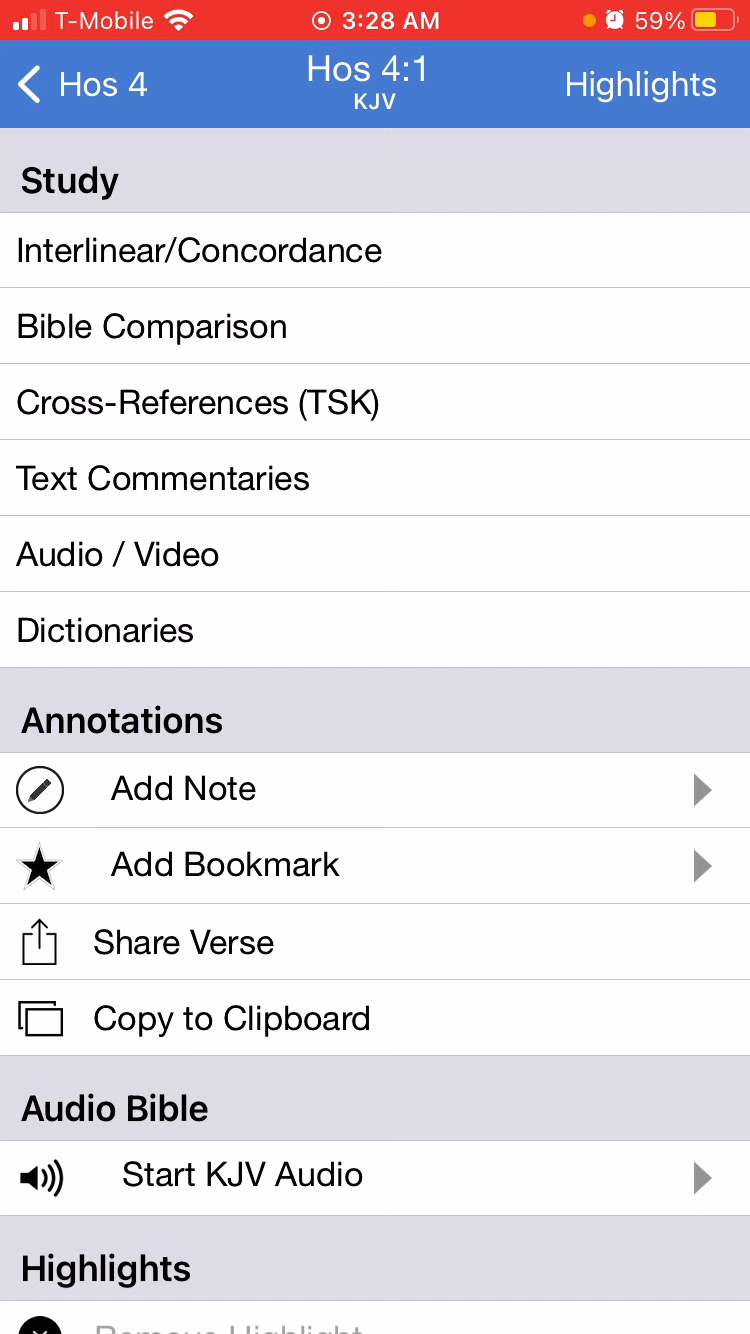 T-Mobile 3:28 AM 59%
Hos 4 Hos 4:1 Highlights
KJV
Study
Interlinear/Concordance
Bible Comparison
Cross-References (TSK)
Text Commentaries
Audio / Video
Dictionaries
Annotations
Add Note
Add Bookmark
Share Verse
Copy to Clipboard
Audio Bible
Start KJV Audio
Highlights
Remove Highlight